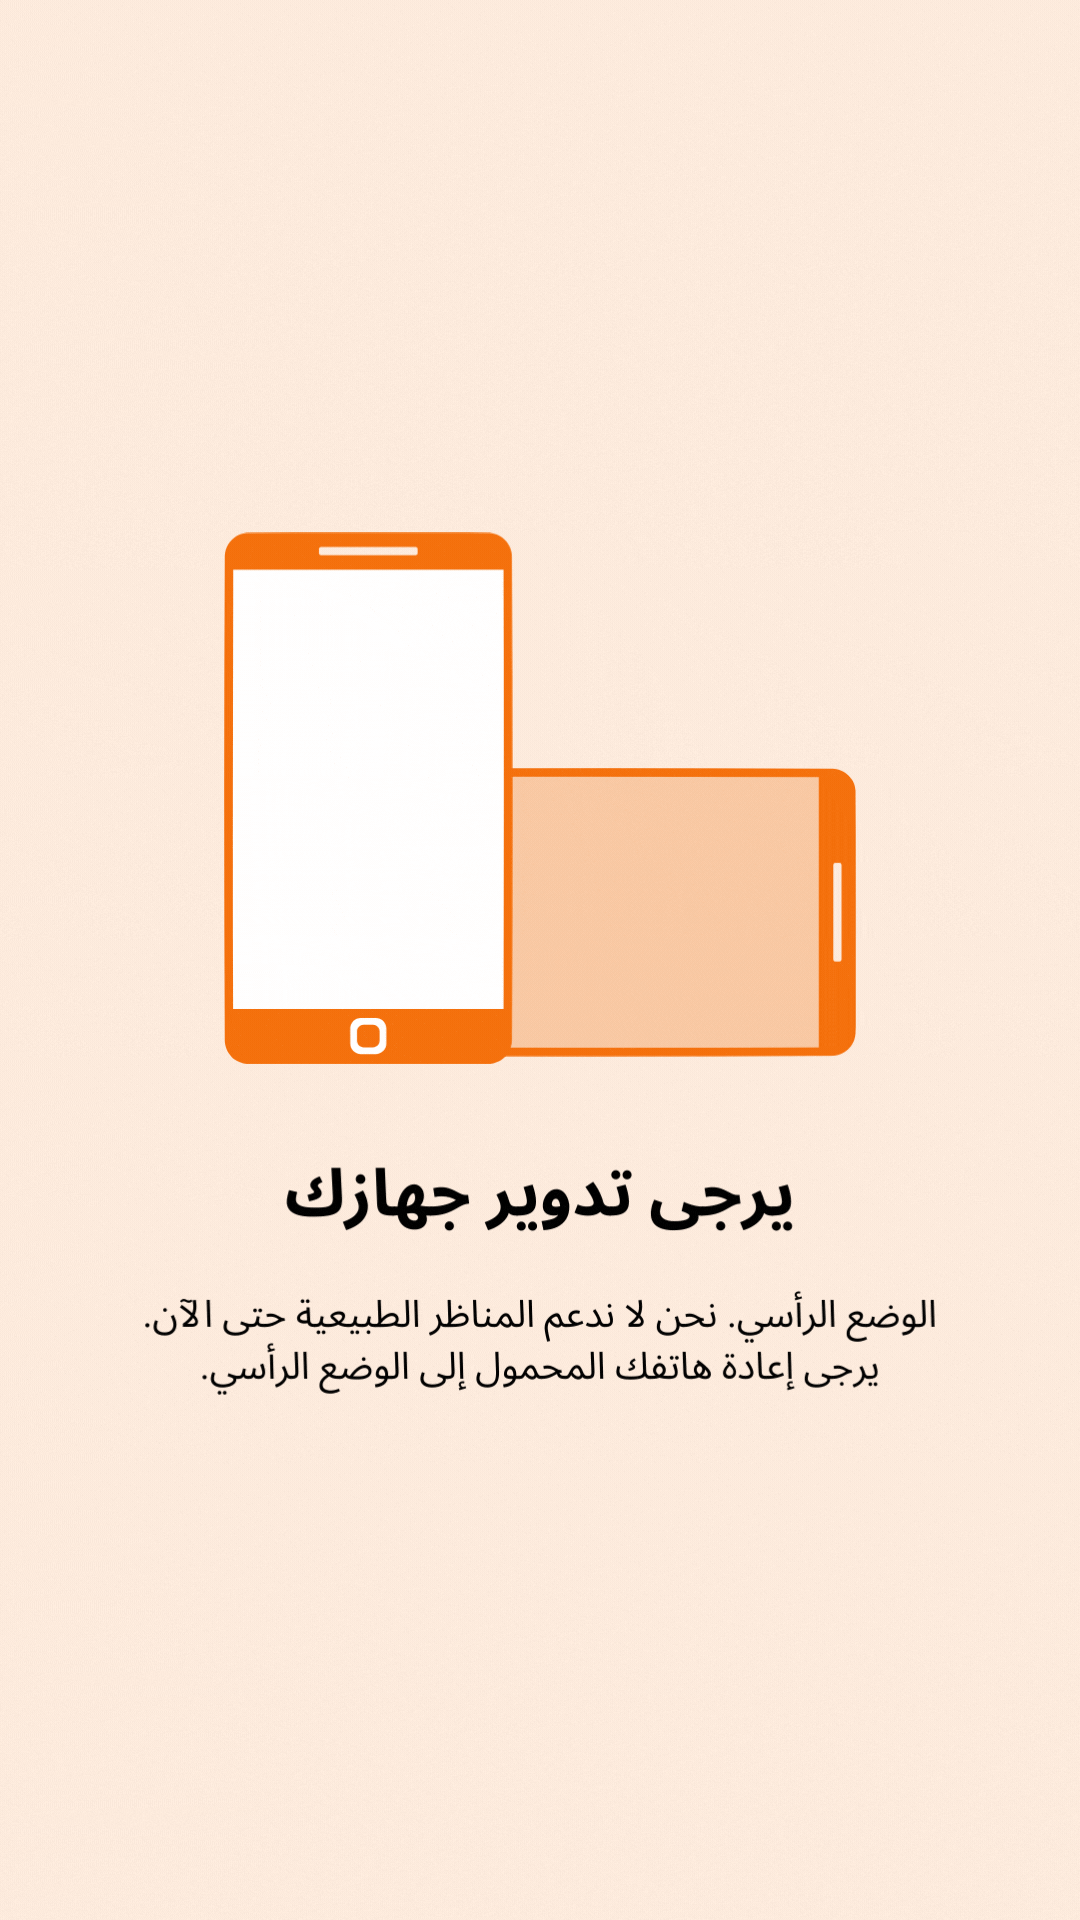 يرجى تدوير جهازك
الوضع الرأسي. نحن لا ندعم المناظر الطبيعية حتى الآن.
يرجى إعادة هاتفك المحمول إلى الوضع الرأسي.